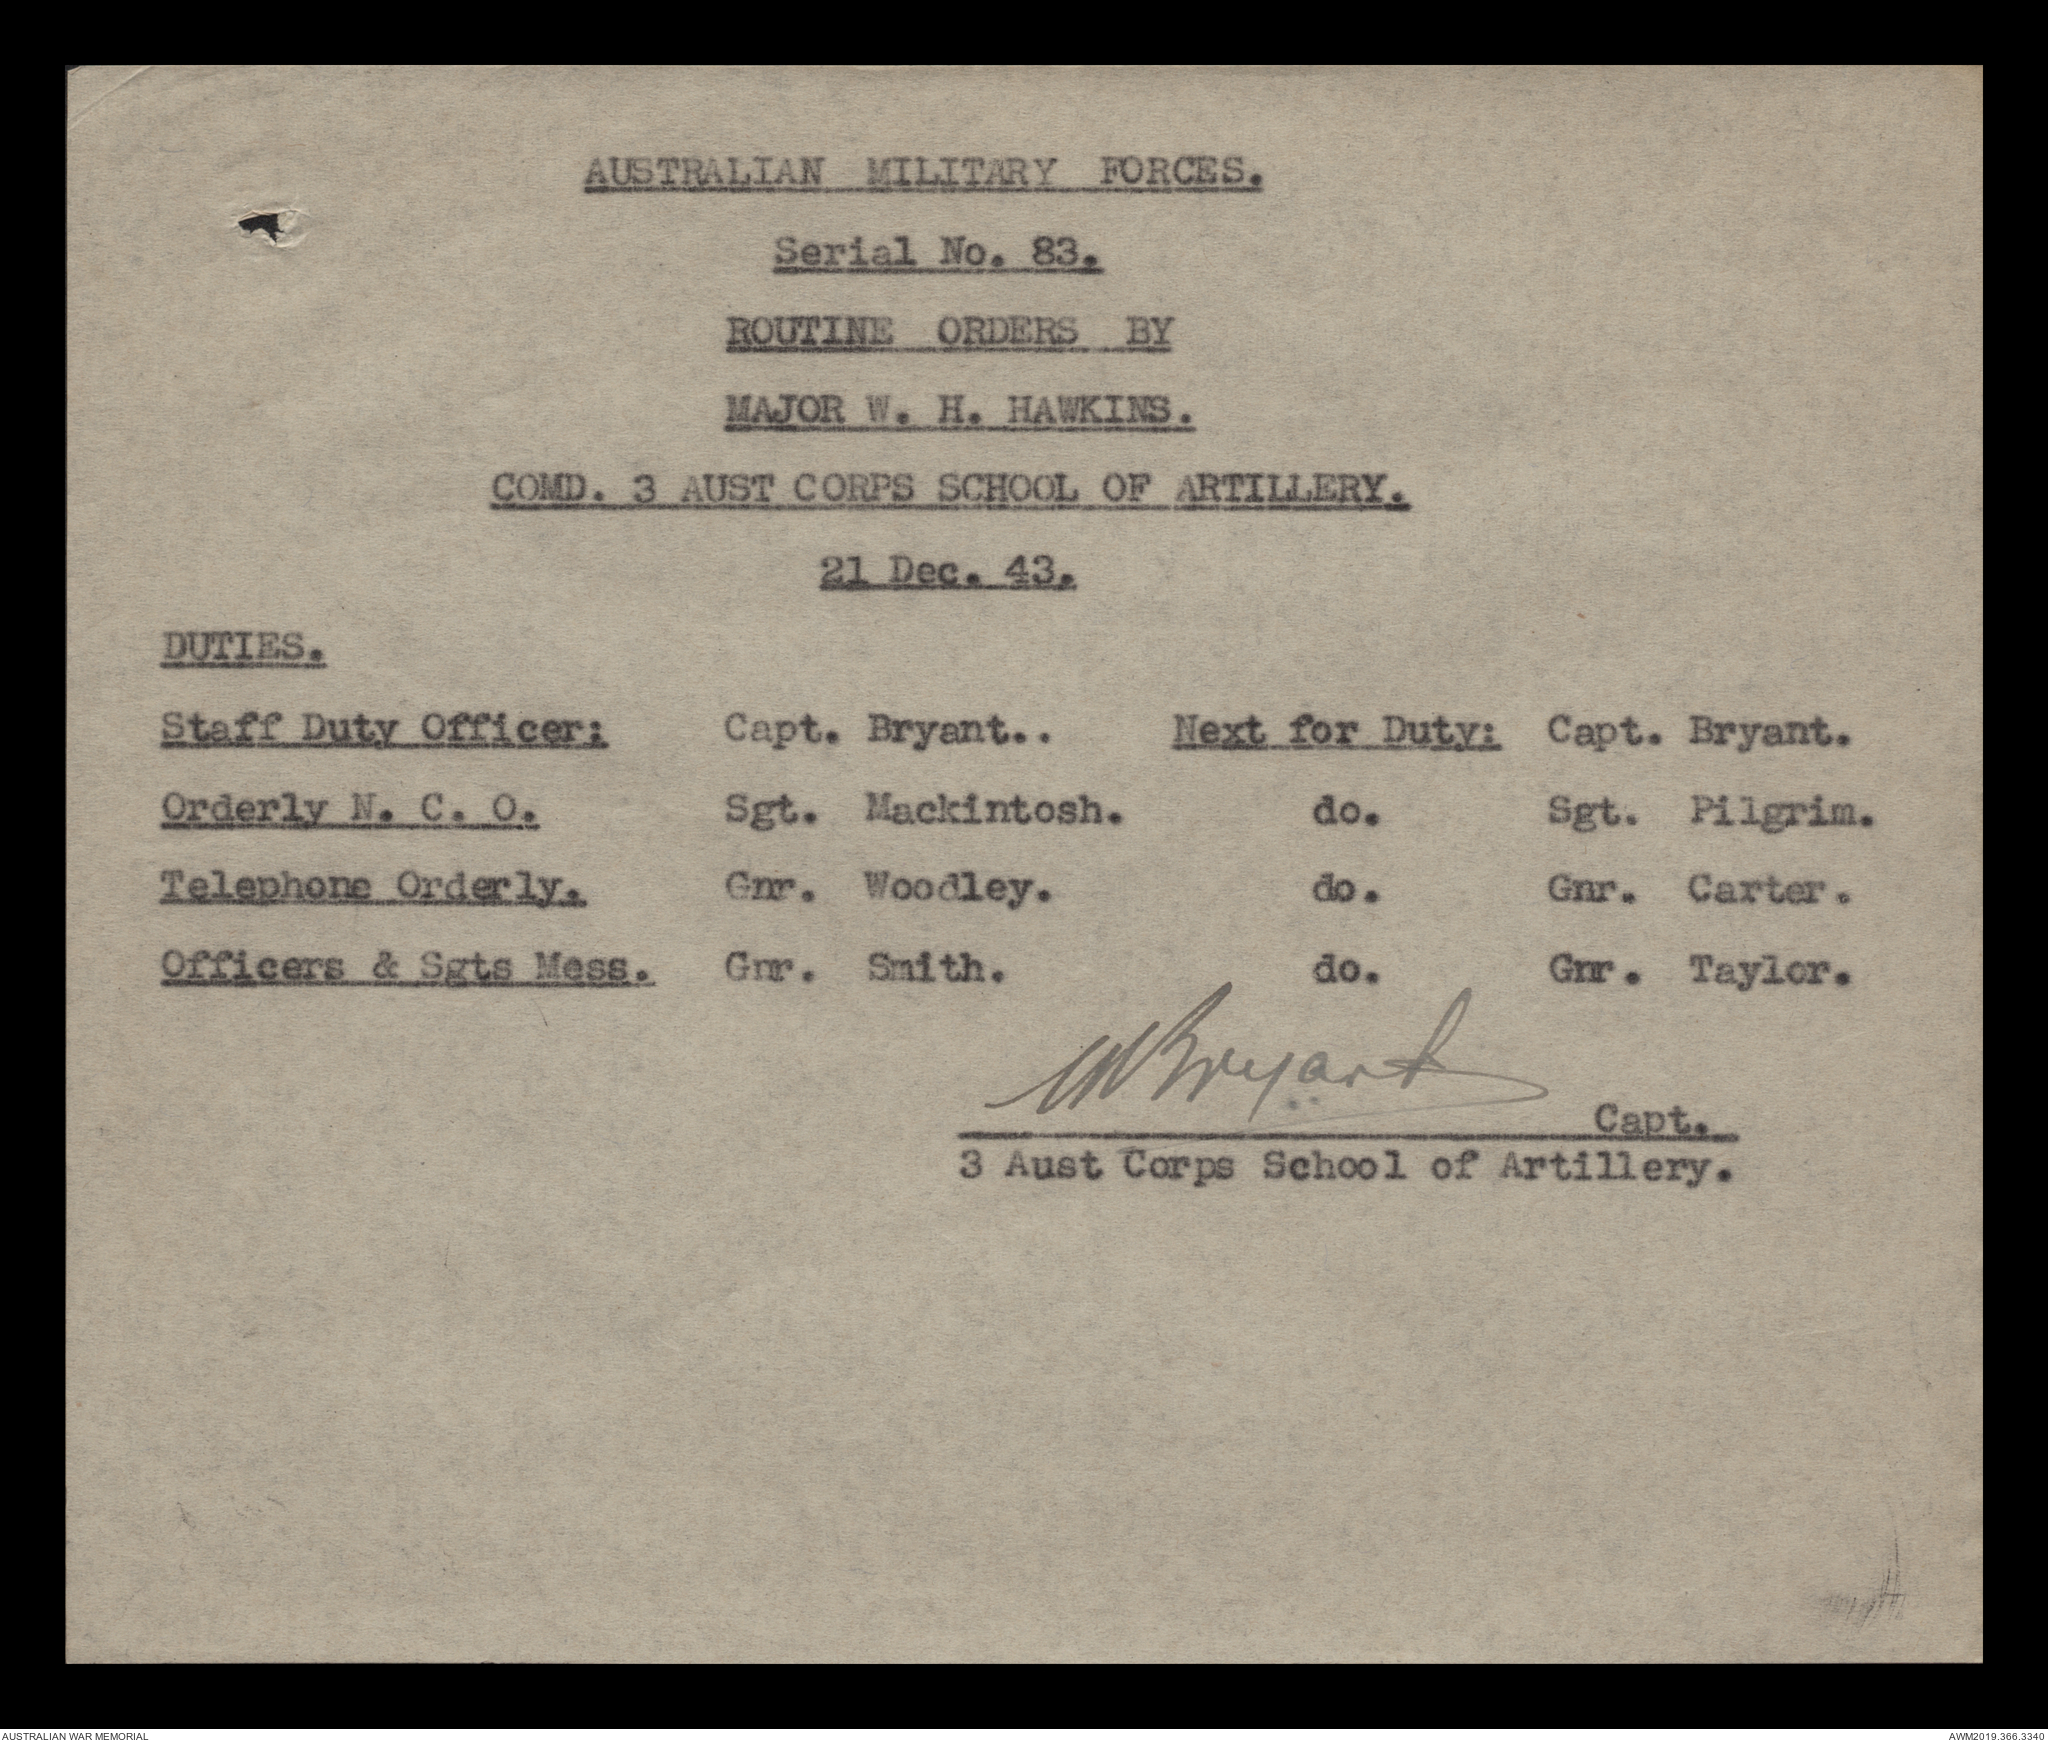 AUSTRALIAN MILITARY FORCES.
Serial No. 83.
ROUTINE ORDERS BY
MAJOR W. H. HAWKINS.
COMD. 3 AUST CORPS SCHOOL OF ARTILLERY.
21 Dec. 43.
DUTIES.
Staff Duty Officer: Capt. Bryant.. Next for Duty: Capt. Bryant.
Orderly N. C. O. Sgt. Mackintosh. do. Sgt. Pilgrim.
Telephone Orderly. Gnr. Woodley. do. Gnr. Carter.
Officers & Sgts Mess. Gnr. Smith. do. Gnr. Taylor.
Bryant
Capt.
3 Aust Corps School of Artillery.
AUSTRALIAN WAR MEMORIAL AWM2019.366.3340